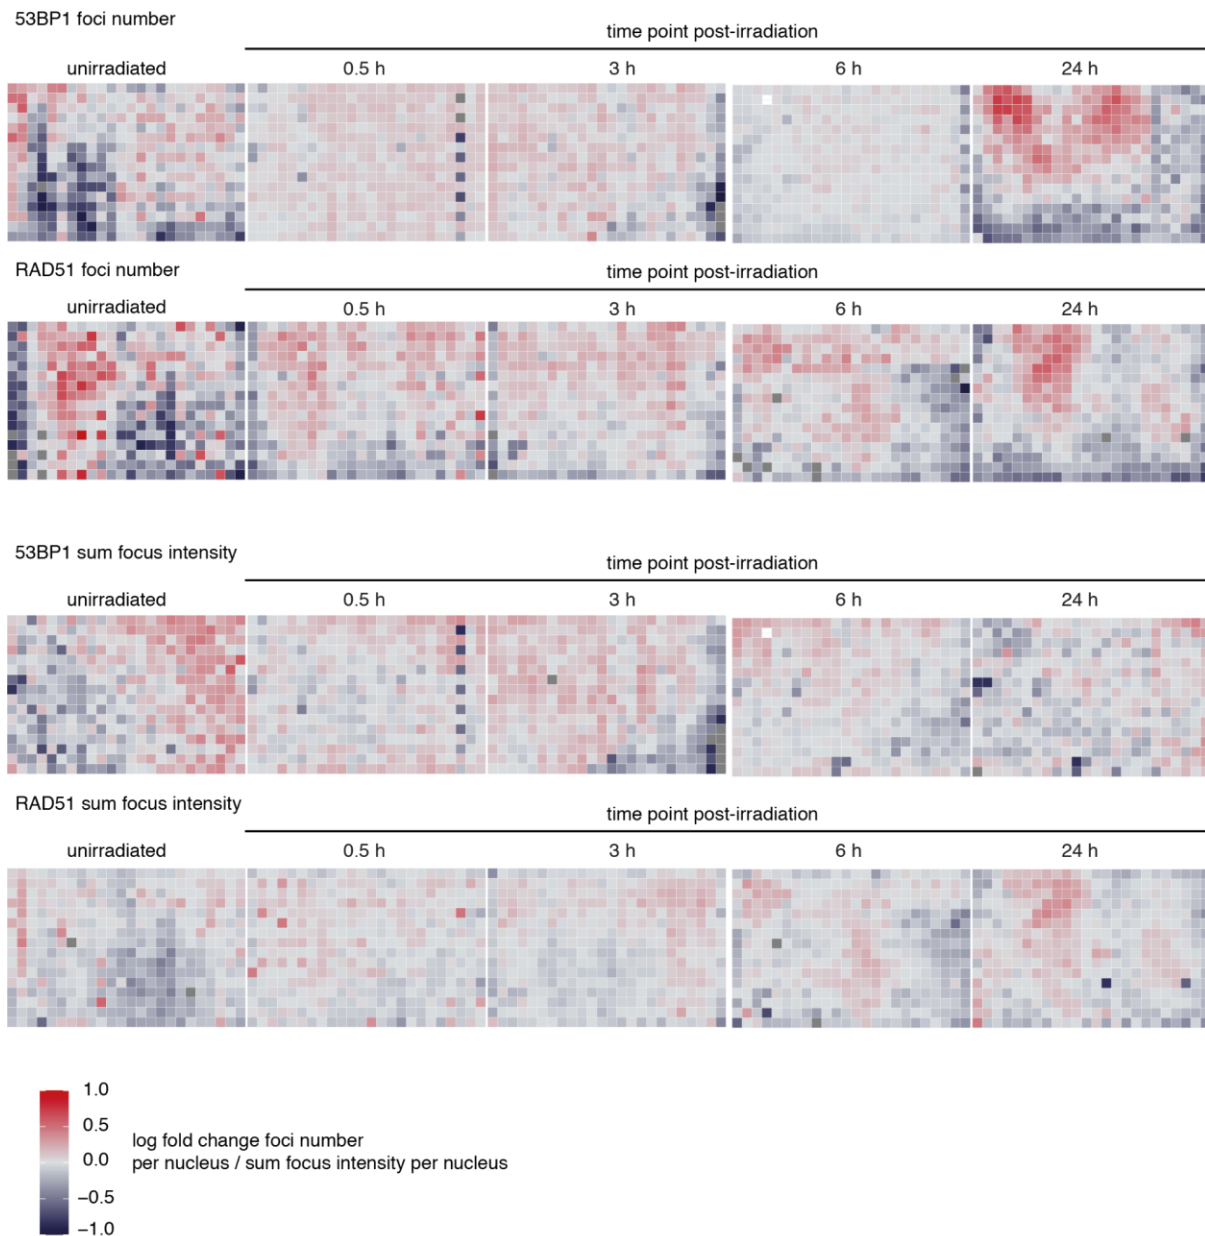 53BP1 foci number
time point post-irradiation
unirradiated 0.5 h 3 h 6 h 24 h
RAD51 foci number
time point post-irradiation
unirradiated 0.5 h 3 h 6 h 24 h
53BP1 sum focus intensity
time point post-irradiation
unirradiated 0.5 h 3 h 6 h 24 h
RAD51 sum focus intensity
time point post-irradiation
unirradiated 0.5 h 3 h 6 h 24 h
1.0
0.5
0.0
−0.5
−1.0
log fold change foci number
per nucleus / sum focus intensity per nucleus